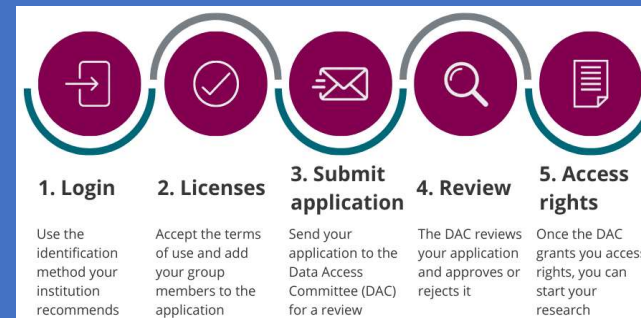 1. Login
Use the
identification
method your
institution
recommends
2. Licenses
Accept the terms
of use and add
your group
members to the
application
3. Submit
application
Send your
application to the
Data Access
Committee (DAC)
for a review
4. Review
The DAC reviews
your application
and approves or
rejects it
5. Access
rights
Once the DAC
grants you access
rights, you can
start your
research